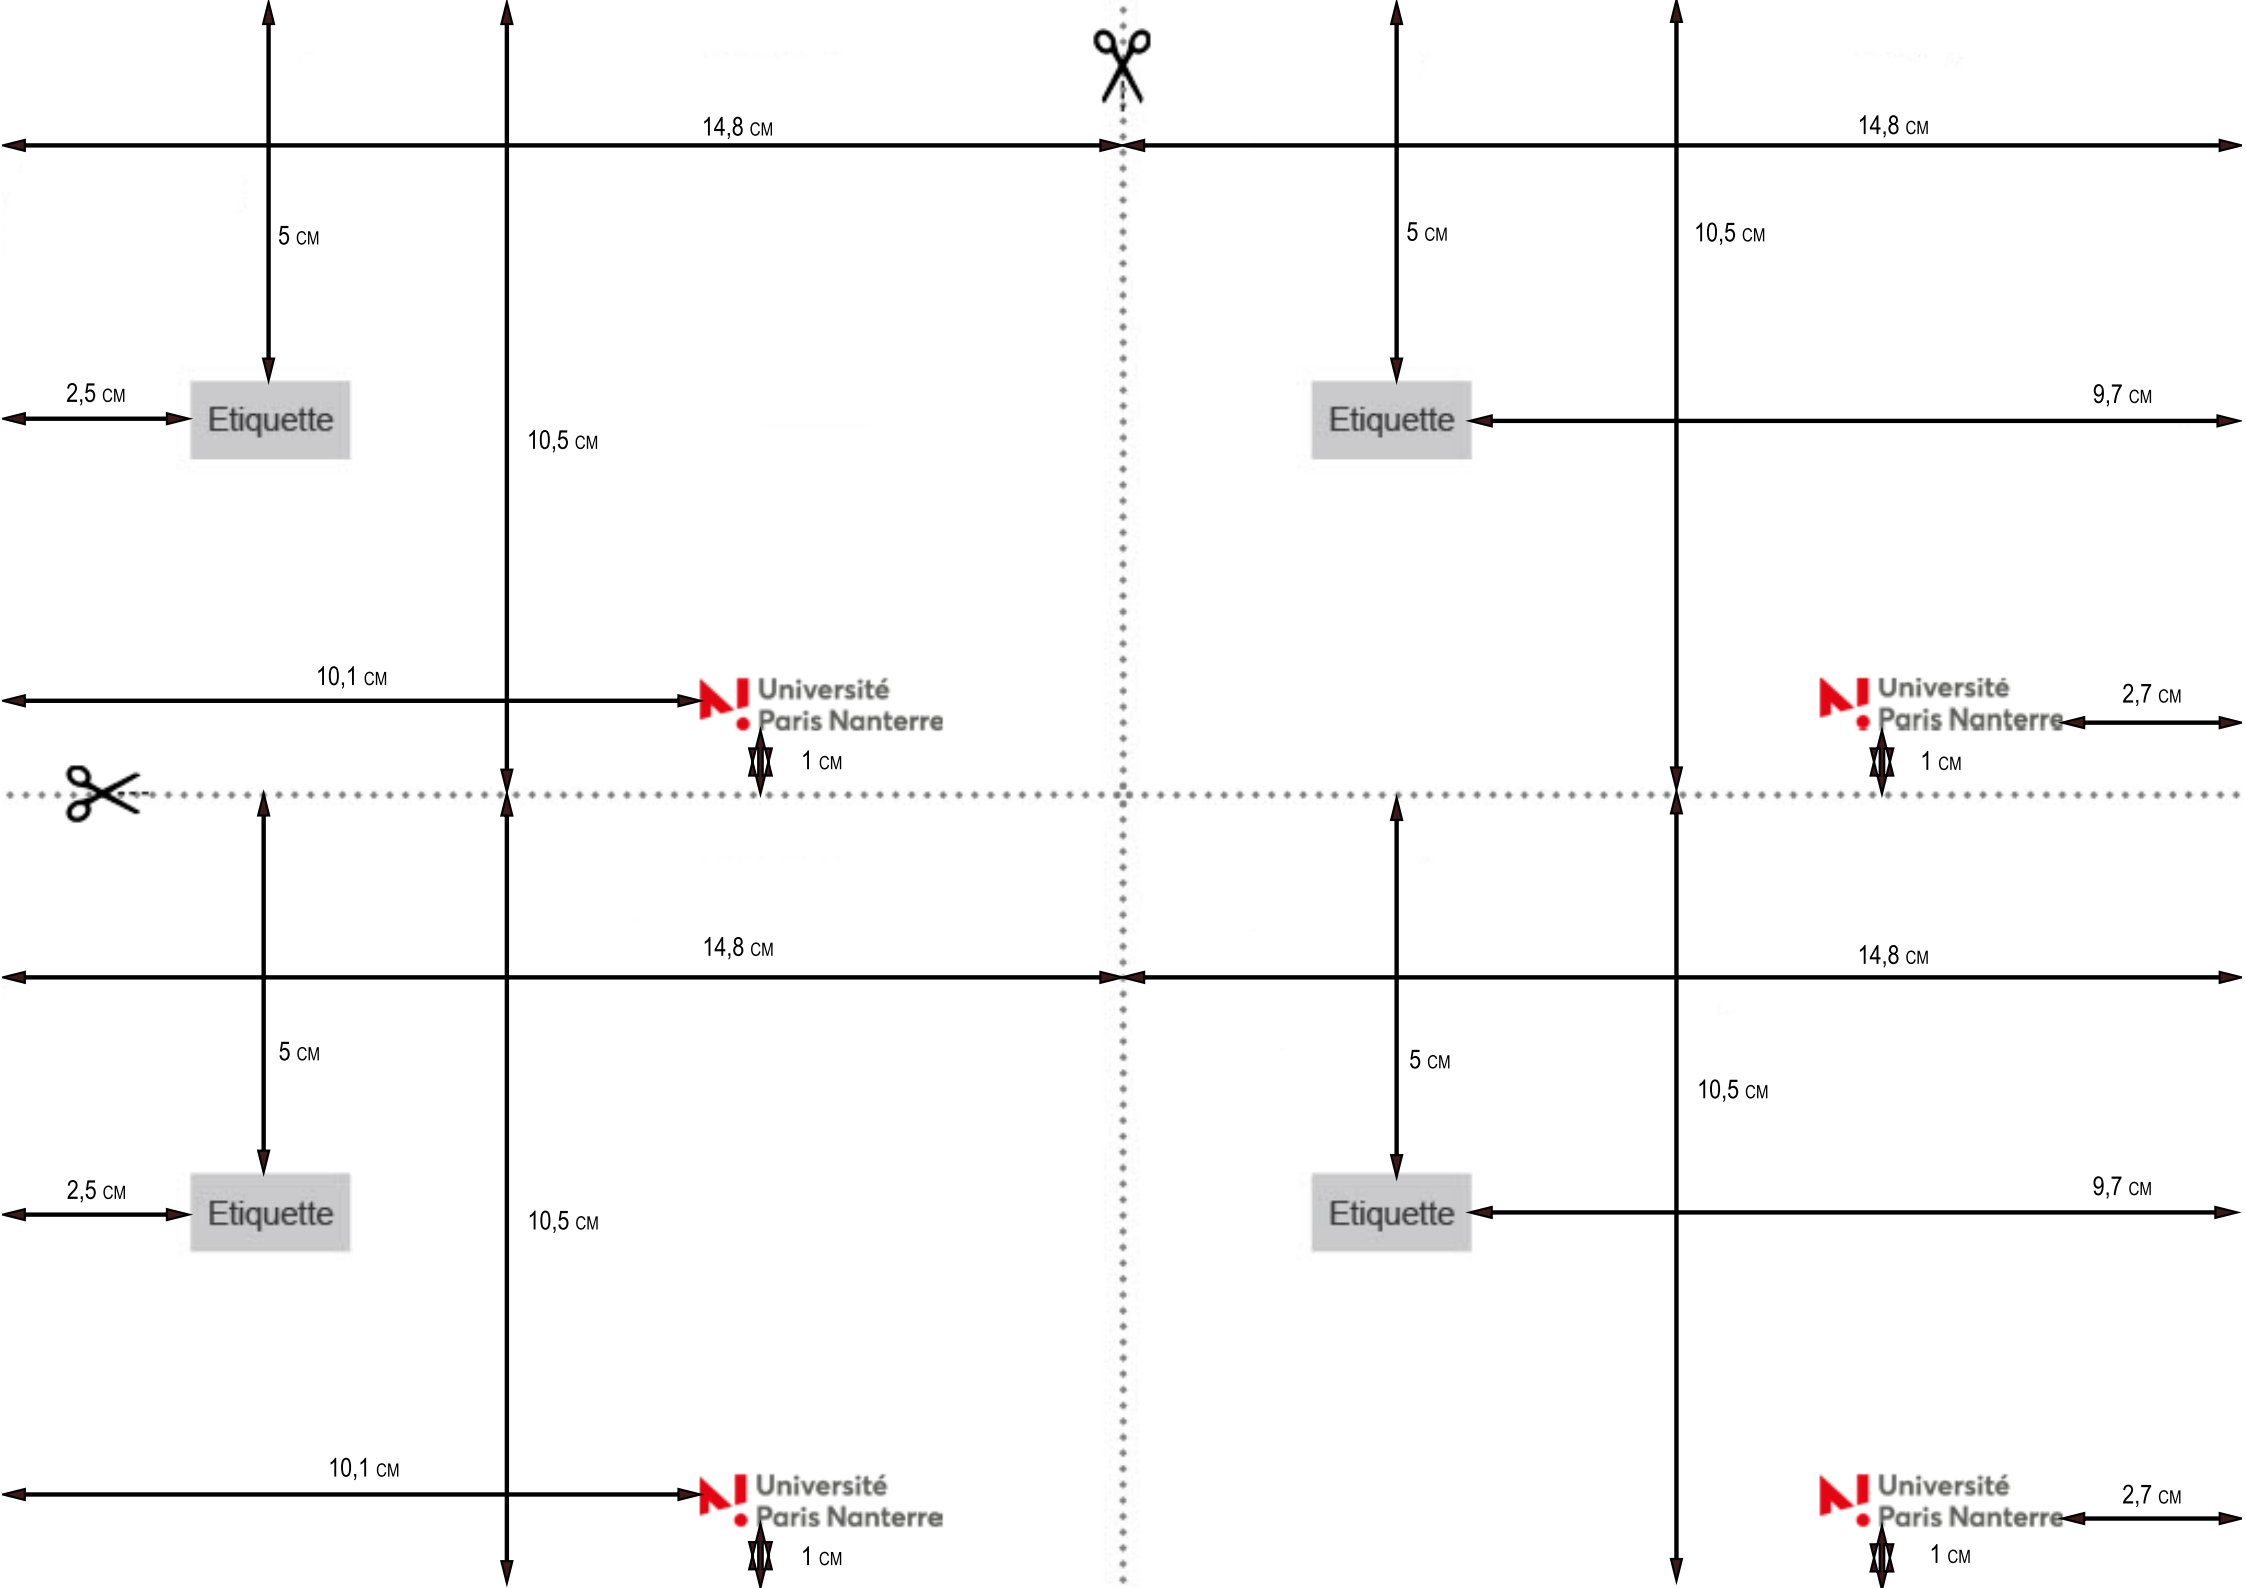 14,8 CM
14,8 CM
5 CM
5 CM
10,5 CM
2,5 CM
Etiquette
10,5 CM
Etiquette
9,7 CM
10,1 CM
Université
Paris Nanterre
1 CM
Université
Paris Nanterre
2,7 CM
1 CM
14,8 CM
14,8 CM
5 CM
5 CM
10,5 CM
2,5 CM
Etiquette
10,5 CM
Etiquette
9,7 CM
10,1 CM
Université
Paris Nanterre
1 CM
Université
Paris Nanterre
2,7 CM
1 CM